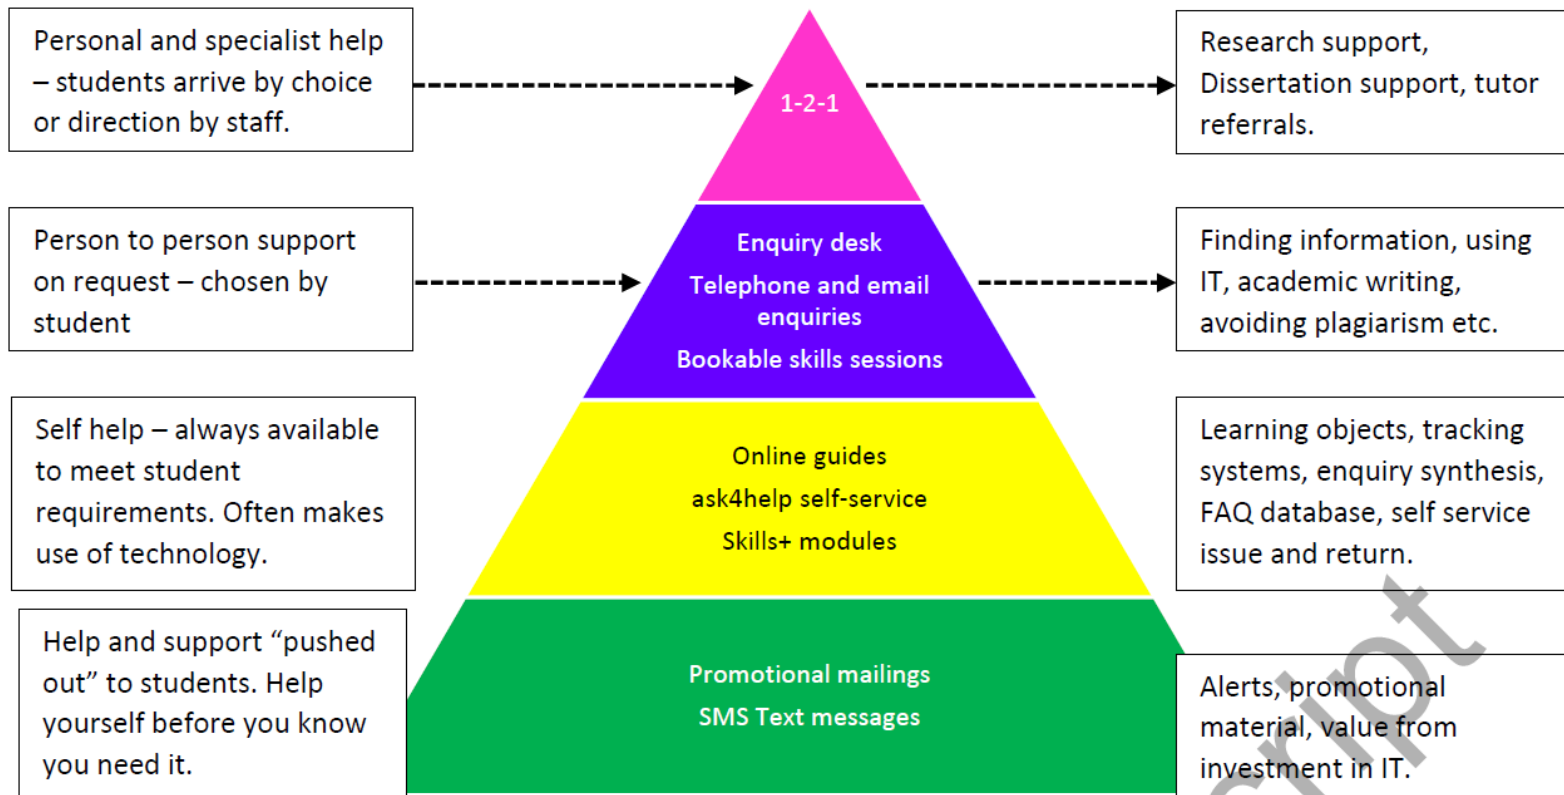 Personal and specialist help
– students arrive by choice
or direction by staff.
1-2-1
Research support,
Dissertation support, tutor
referrals.
Person to person support
on request – chosen by
student
Enquiry desk
Telephone and email
enquiries
Bookable skills sessions
Finding information, using
IT, academic writing,
avoiding plagiarism etc.
Self help – always available
to meet student
requirements. Often makes
use of technology.
Online guides
ask4help self-service
Skills+ modules
Learning objects, tracking
systems, enquiry synthesis,
FAQ database, self service
issue and return.
Help and support “pushed
out” to students. Help
yourself before you know
you need it.
Promotional mailings
SMS Text messages
Alerts, promotional
material, value from
investment in IT.
cript